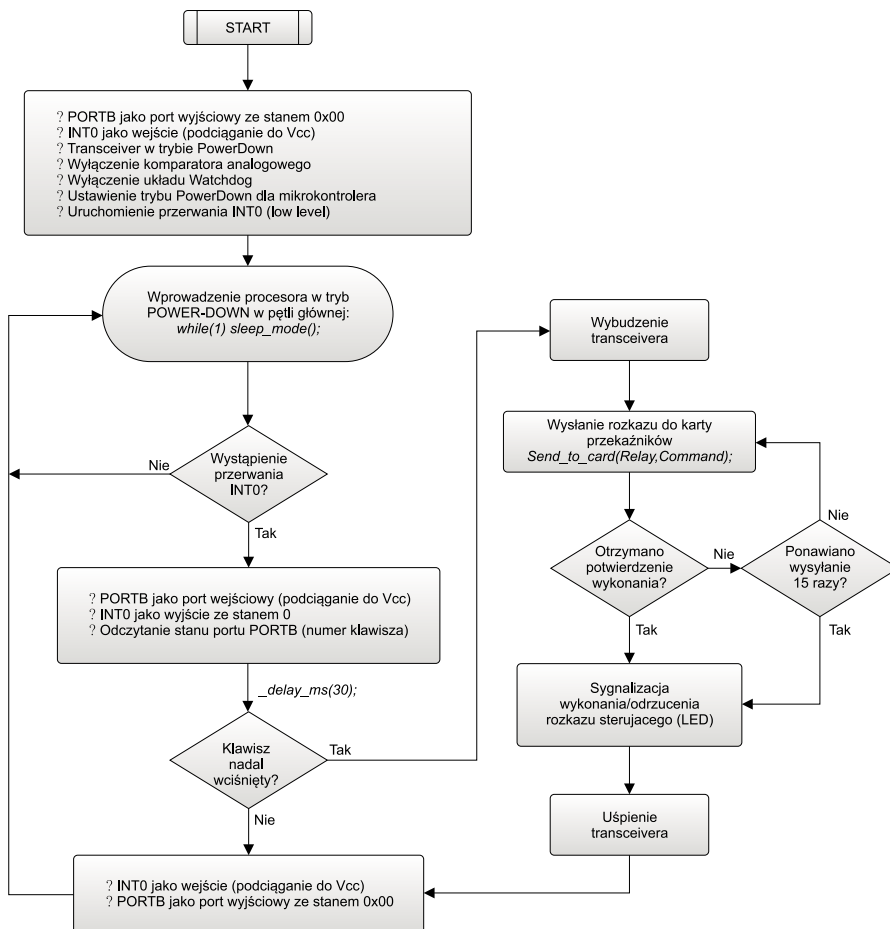 START
? PORTB jako port wyjściowy ze stanem 0x00
? INT0 jako wejście (podciąganie do Vcc)
? Transceiver w trybie PowerDown
? Wyłączenie komparatora analogowego
? Wyłączenie układu Watchdog
? Ustawienie trybu PowerDown dla mikrokontrolera
? Uruchomienie przerwania INT0 (low level)
Wprowadzenie procesora w tryb
POWER-DOWN w pętli głównej:
while(1) sleep_mode();
Wystąpienie
przerwania
INT0?
Nie
Tak
? PORTB jako port wejściowy (podciąganie do Vcc)
? INT0 jako wyjście ze stanem 0
? Odczytanie stanu portu PORTB (numer klawisza)
_delay_ms(30);
Klawisz
nadal
wciśnięty?
Tak
Nie
? INT0 jako wejście (podciąganie do Vcc)
? PORTB jako port wyjściowy ze stanem 0x00
Wybudzenie
transceivera
Wysłanie rozkazu do karty
przekaźników
Send_to_card(Relay,Command);
Otrzymano
potwierdzenie
wykonania?
Nie
Tak
Ponawiano
wysyłanie
15 razy?
Nie
Tak
Sygnalizacja
wykonania/odrzucenia
rozkazu sterujacego (LED)
Uśpienie
transceivera